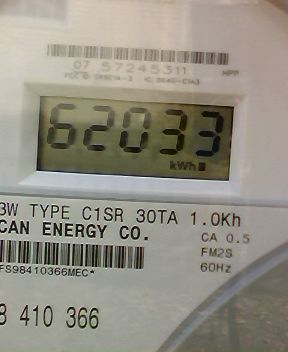 07 57245311 HPP
62033
kWh
3W TYPE C1SR 30TA 1.0Kh
CAN ENERGY CO. CA 0.5
FM2S
FS98410366MEC* 60Hz
8 410 366